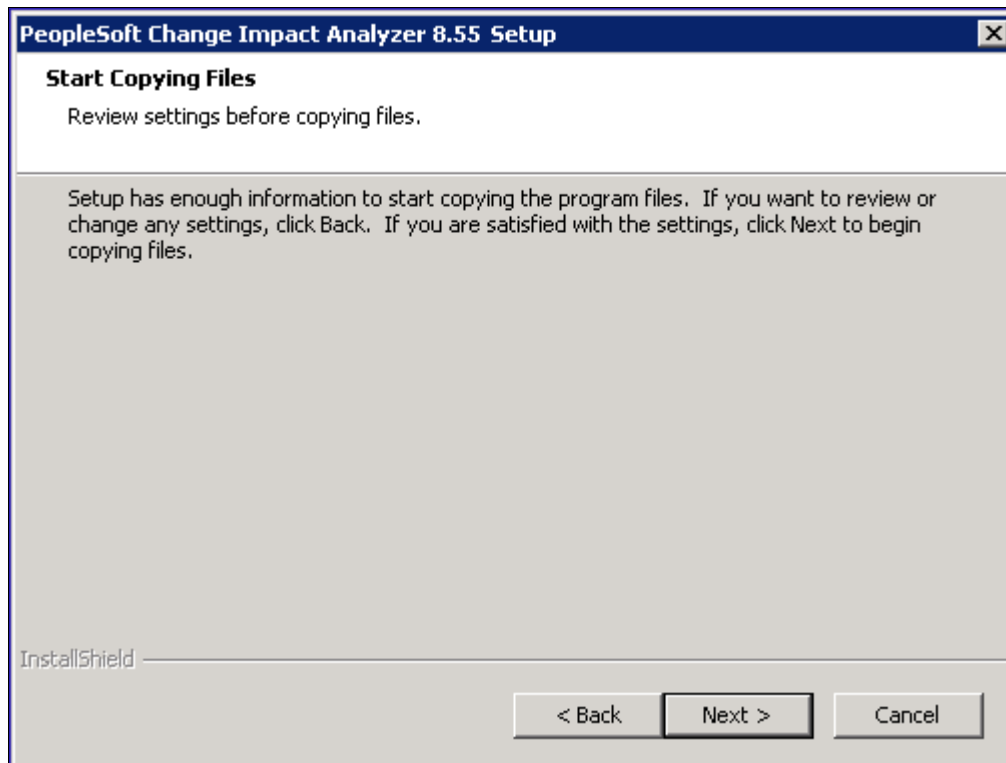 PeopleSoft Change Impact Analyzer 8.55 Setup
Start Copying Files
Review settings before copying files.
Setup has enough information to start copying the program files. If you want to review or
change any settings, click Back. If you are satisfied with the settings, click Next to begin
copying files.
InstallShield
< Back Next > Cancel